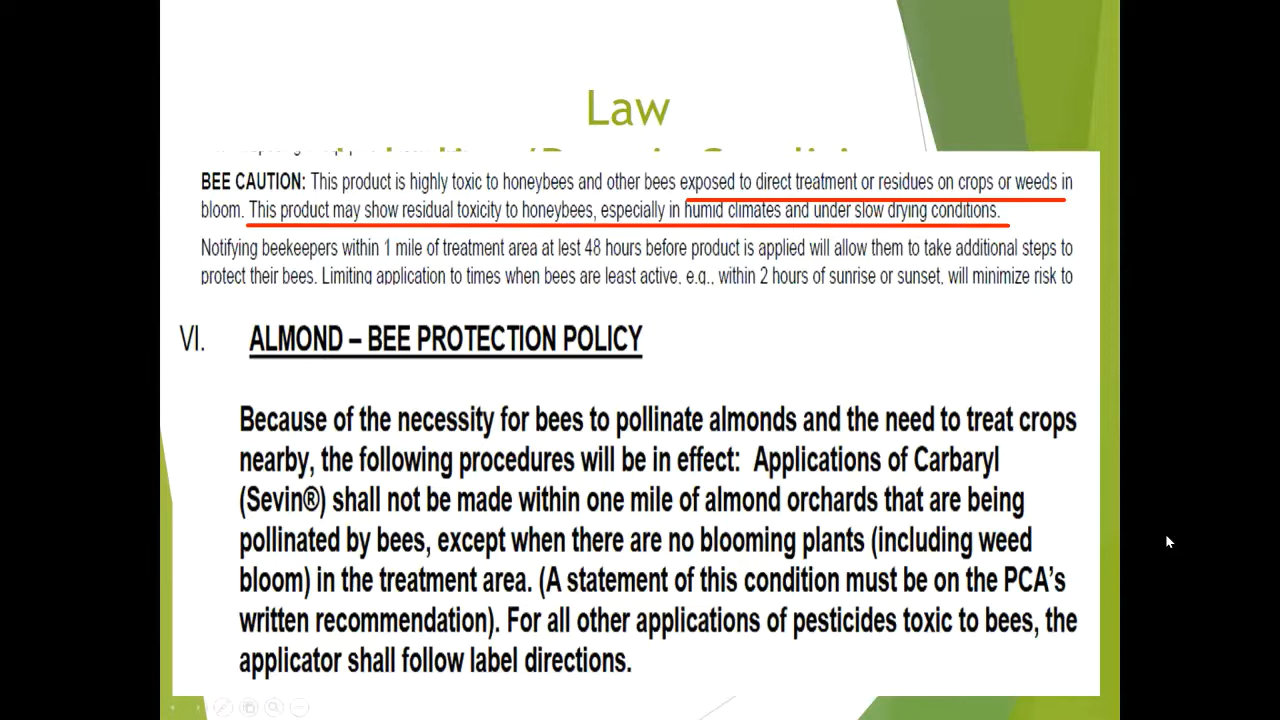 Law
BEE CAUTION: This product is highly toxic to honeybees and other bees exposed to direct treatment or residues on crops or weeds in
bloom. This product may show residual toxicity to honeybees, especially in humid climates and under slow drying conditions.
Notifying beekeepers within 1 mile of treatment area at lest 48 hours before product is applied will allow them to take additional steps to
protect their bees. Limiting application to times when bees are least active, e.g., within 2 hours of sunrise or sunset, will minimize risk to
VI. ALMOND – BEE PROTECTION POLICY
Because of the necessity for bees to pollinate almonds and the need to treat crops
nearby, the following procedures will be in effect: Applications of Carbaryl
(Sevin®) shall not be made within one mile of almond orchards that are being
pollinated by bees, except when there are no blooming plants (including weed
bloom) in the treatment area. (A statement of this condition must be on the PCA's
written recommendation). For all other applications of pesticides toxic to bees, the
applicator shall follow label directions.